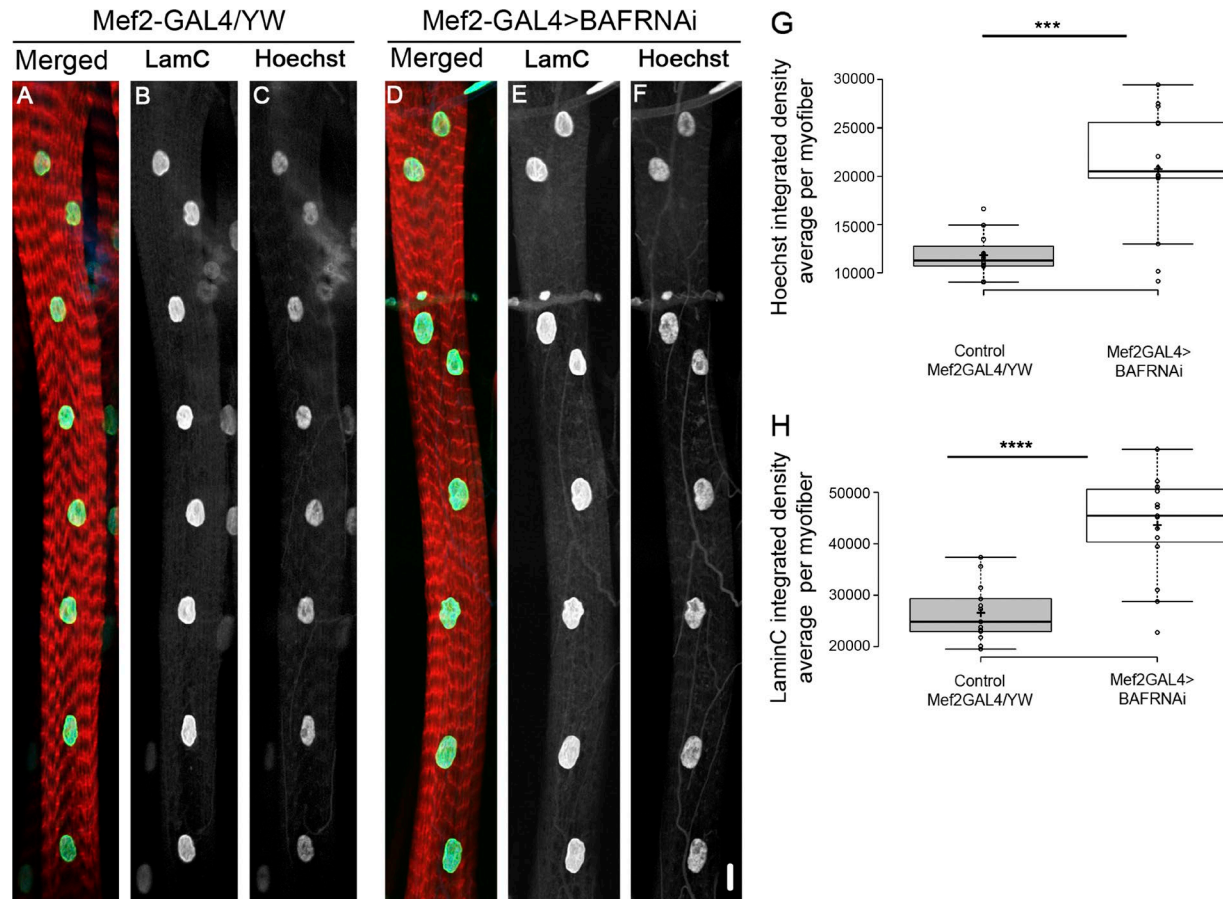 Mef2-GAL4/YW
Mef2-GAL4>BAFRNAi
Merged
LamC
Hoechst
Merged
LamC
Hoechst
A
B
C
D
E
F
G
***
Hoechst integrated density
average per myofiber
30000
25000
20000
15000
10000
Control
Mef2GAL4/YW
Mef2GAL4>
BAFRNAi
H
****
LaminC integrated density
average per myofiber
50000
40000
30000
20000
Control
Mef2GAL4/YW
Mef2GAL4>
BAFRNAi